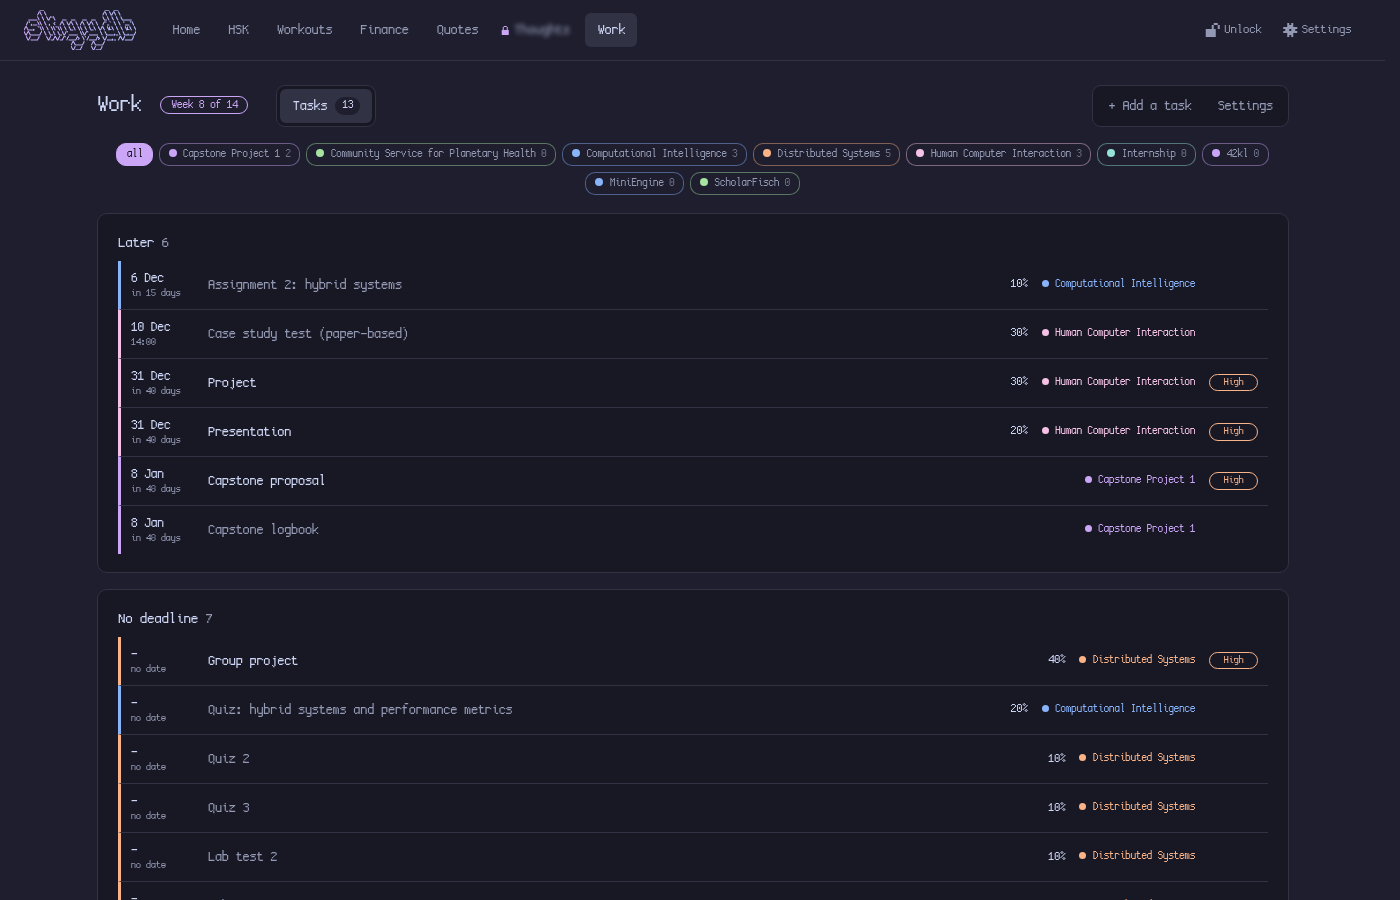 Home HSK Workouts Finance Quotes Work Unlock Settings
Work Week 8 of 14 Tasks 13 + Add a task Settings
all Capstone Project 1 2 Community Service for Planetary Health 0 Computational Intelligence 3 Distributed Systems 5 Human Computer Interaction 3 Internship 0 42kl 0
MiniEngine 0 ScholarFisch 0
Later 6
6 Dec
in 15 days
Assignment 2: hybrid systems 10% Computational Intelligence
10 Dec
14:00
Case study test (paper-based) 30% Human Computer Interaction
31 Dec
in 40 days
Project 30% Human Computer Interaction High
31 Dec
in 40 days
Presentation 20% Human Computer Interaction High
8 Jan
in 48 days
Capstone proposal Capstone Project 1 High
8 Jan
in 48 days
Capstone logbook Capstone Project 1
No deadline 7
–
no date
Group project 40% Distributed Systems High
–
no date
Quiz: hybrid systems and performance metrics 20% Computational Intelligence
–
no date
Quiz 2 10% Distributed Systems
–
no date
Quiz 3 10% Distributed Systems
–
no date
Lab test 2 10% Distributed Systems
–